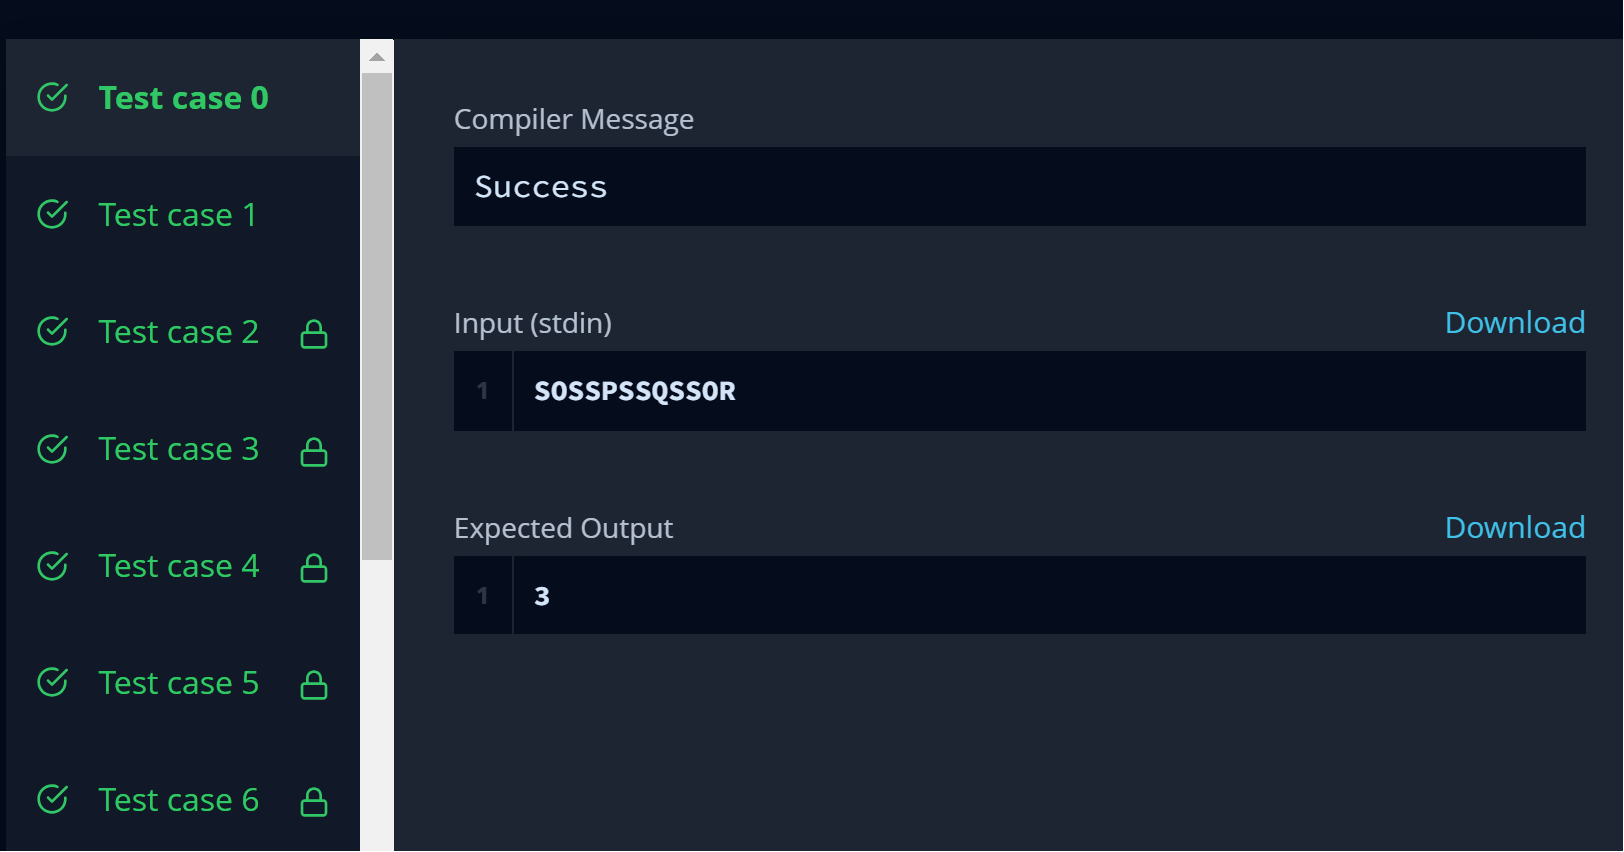 Test case 0
Test case 1
Test case 2
Test case 3
Test case 4
Test case 5
Test case 6
Compiler Message
Success
Input (stdin)
Download
1
SOSSPSSQSSOR
Expected Output
Download
1
3